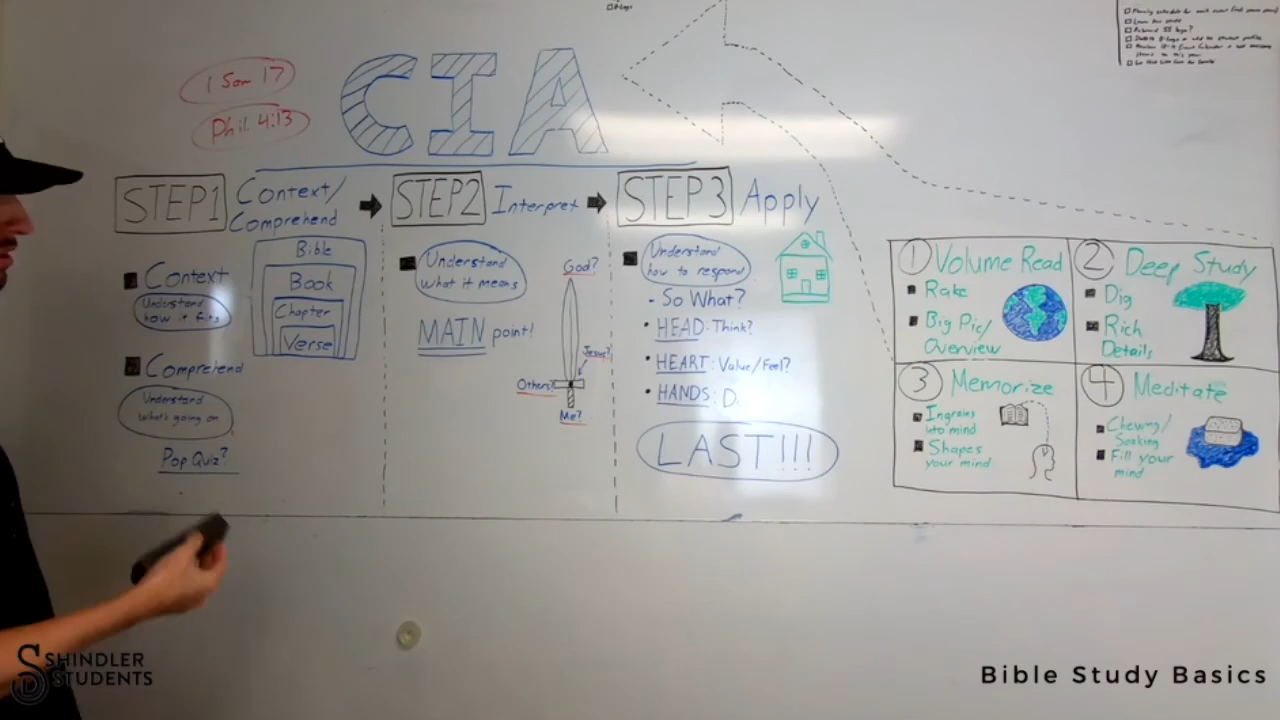 1 Sam 17
Phil. 4:13
CIA
STEP 1
Context/
Comprehend
Context
Understand
how it fits
Comprehend
Understand
what's going on
Pop Quiz?
Bible
Book
Chapter
Verse
STEP 2
Interpret
Understand
what it means
MAIN point!
God?
Jesus?
Others?
Me?
STEP 3
Apply
Understand
how to respond
- So What?
• HEAD: Think?
• HEART: Value/Feel?
• HANDS: D
LAST!!!
1 Volume Read
Rake
Big Pic/
Overview
2 Deep Study
Dig
Rich
Details
3 Memorize
Ingrains
into mind
Shapes
your mind
4 Meditate
Chewing/
Soaking
Fill your
mind
SHINDLER
STUDENTS
Bible Study Basics